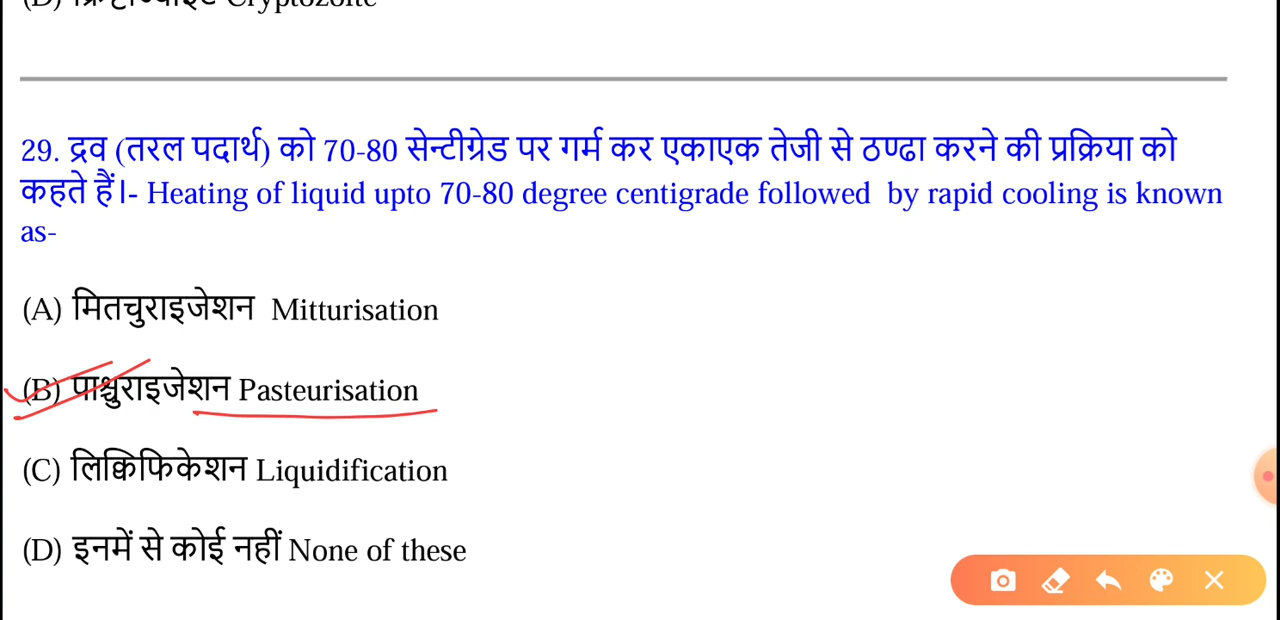 29. द्रव (तरल पदार्थ) को 70-80 सेन्टीग्रेड पर गर्म कर एकाएक तेजी से ठण्ढा करने की प्रक्रिया को
कहते हैं।- Heating of liquid upto 70-80 degree centigrade followed by rapid cooling is known
as-
(A) मितचुराइजेशन Mitturisation
(B) पाश्चुराइजेशन Pasteurisation
(C) लिक्विफिकेशन Liquidification
(D) इनमें से कोई नहीं None of these